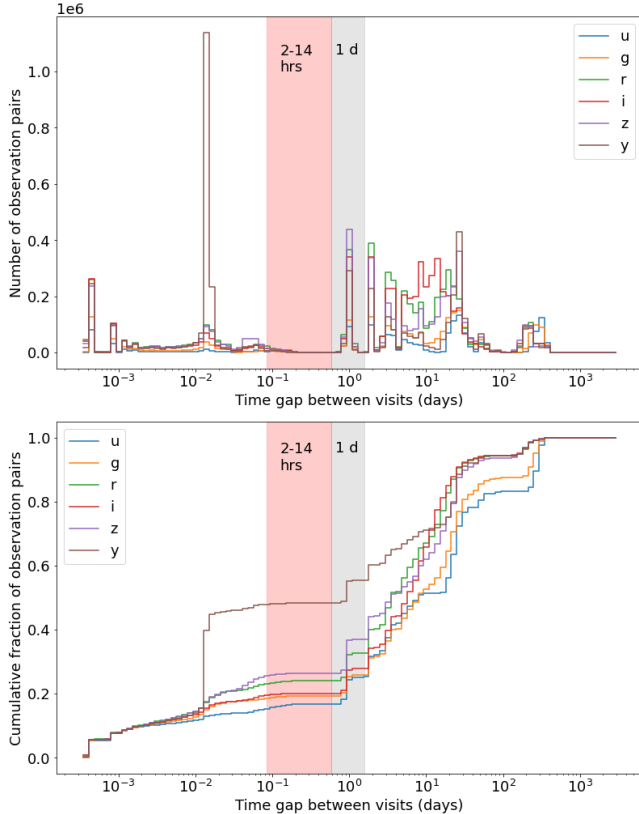 1e6
1.0
0.8
0.6
0.4
0.2
0.0
Number of observation pairs
2-14
hrs
1 d
u
g
r
i
z
y
10⁻³ 10⁻² 10⁻¹ 10⁰ 10¹ 10² 10³
Time gap between visits (days)
1.0
0.8
0.6
0.4
0.2
0.0
Cumulative fraction of observation pairs
u
g
r
i
z
y
2-14
hrs
1 d
10⁻³ 10⁻² 10⁻¹ 10⁰ 10¹ 10² 10³
Time gap between visits (days)